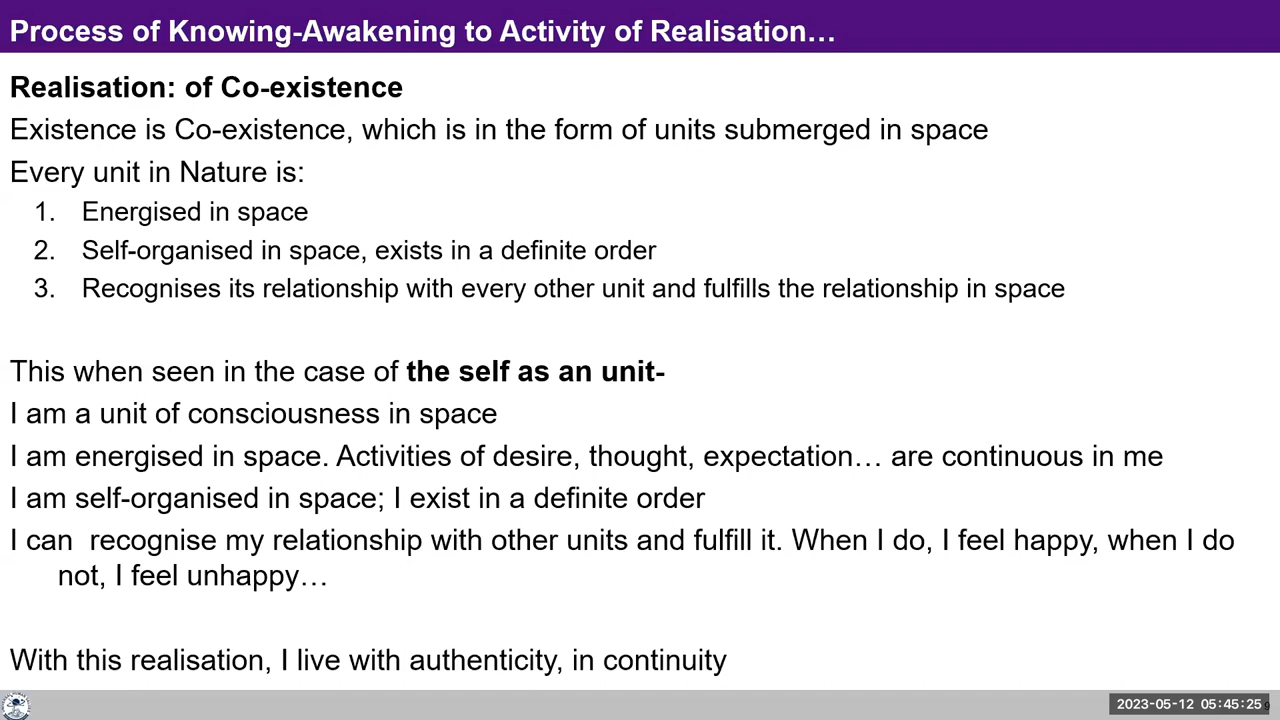 Process of Knowing-Awakening to Activity of Realisation…
Realisation: of Co-existence
Existence is Co-existence, which is in the form of units submerged in space
Every unit in Nature is:
1. Energised in space
2. Self-organised in space, exists in a definite order
3. Recognises its relationship with every other unit and fulfills the relationship in space
This when seen in the case of the self as an unit-
I am a unit of consciousness in space
I am energised in space. Activities of desire, thought, expectation… are continuous in me
I am self-organised in space; I exist in a definite order
I can  recognise my relationship with other units and fulfill it. When I do, I feel happy, when I do
not, I feel unhappy…
With this realisation, I live with authenticity, in continuity
2023-05-12 05:45:25